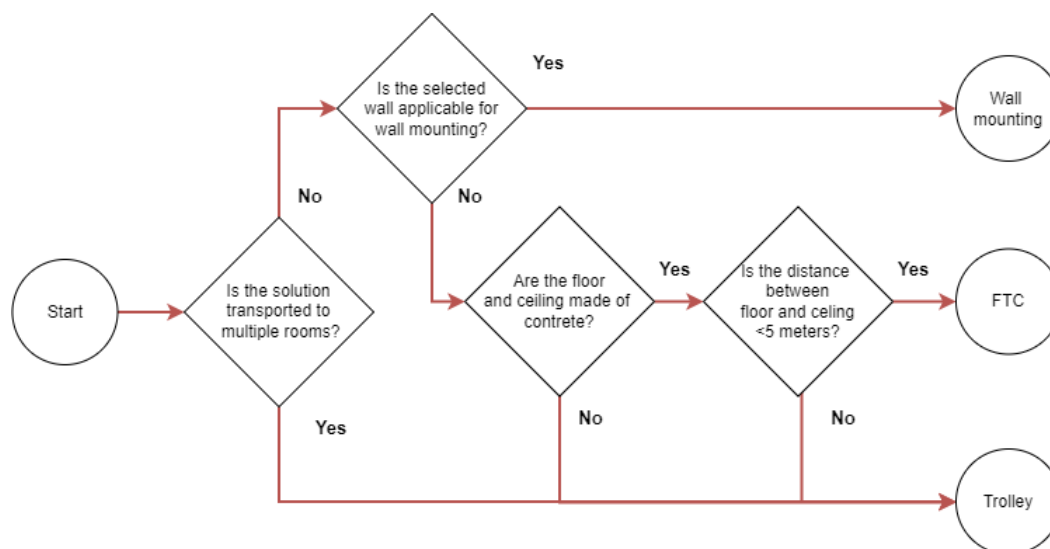 Is the selected
wall applicable for
wall mounting?
Yes
Wall
mounting
No
No
Start
Is the solution
transported to
multiple rooms?
Are the floor
and ceiling made of
contrete?
Yes
Is the distance
between
floor and celing
<5 meters?
Yes
FTC
Yes
No
No
Trolley